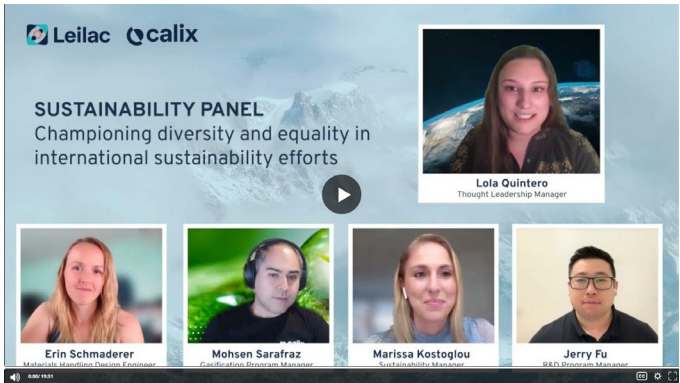 Leilac calix
SUSTAINABILITY PANEL
Championing diversity and equality in
international sustainability efforts
Lola Quintero
Thought Leadership Manager
Erin Schmaderer
Materials Handling Design Engineer
Mohsen Sarafraz
Gasification Program Manager
Marissa Kostoglou
Sustainability Manager
Jerry Fu
R&D Program Manager
0:00 / 19:31
CC